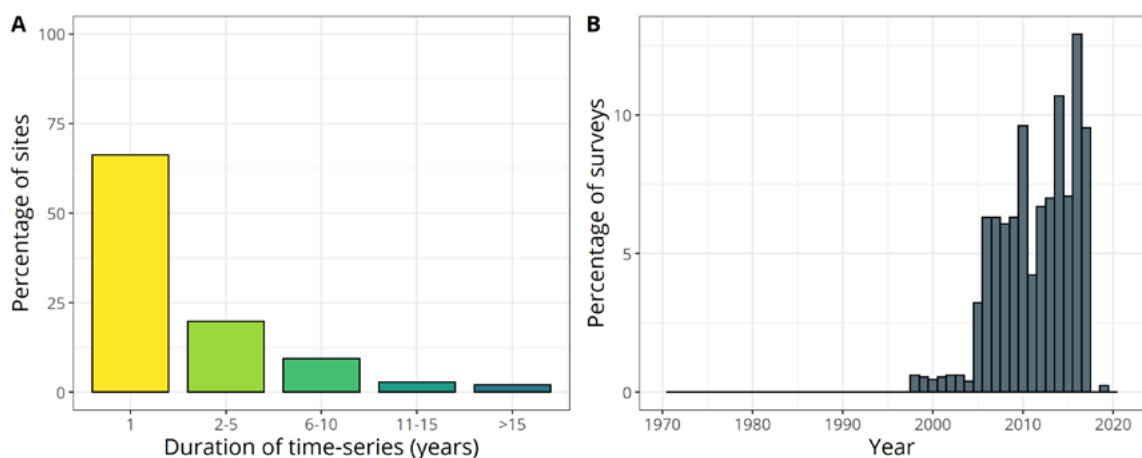 A
Percentage of sites
100
75
50
25
0
1 2-5 6-10 11-15 >15
Duration of time-series (years)
B
Percentage of surveys
10
5
0
1970 1980 1990 2000 2010 2020
Year